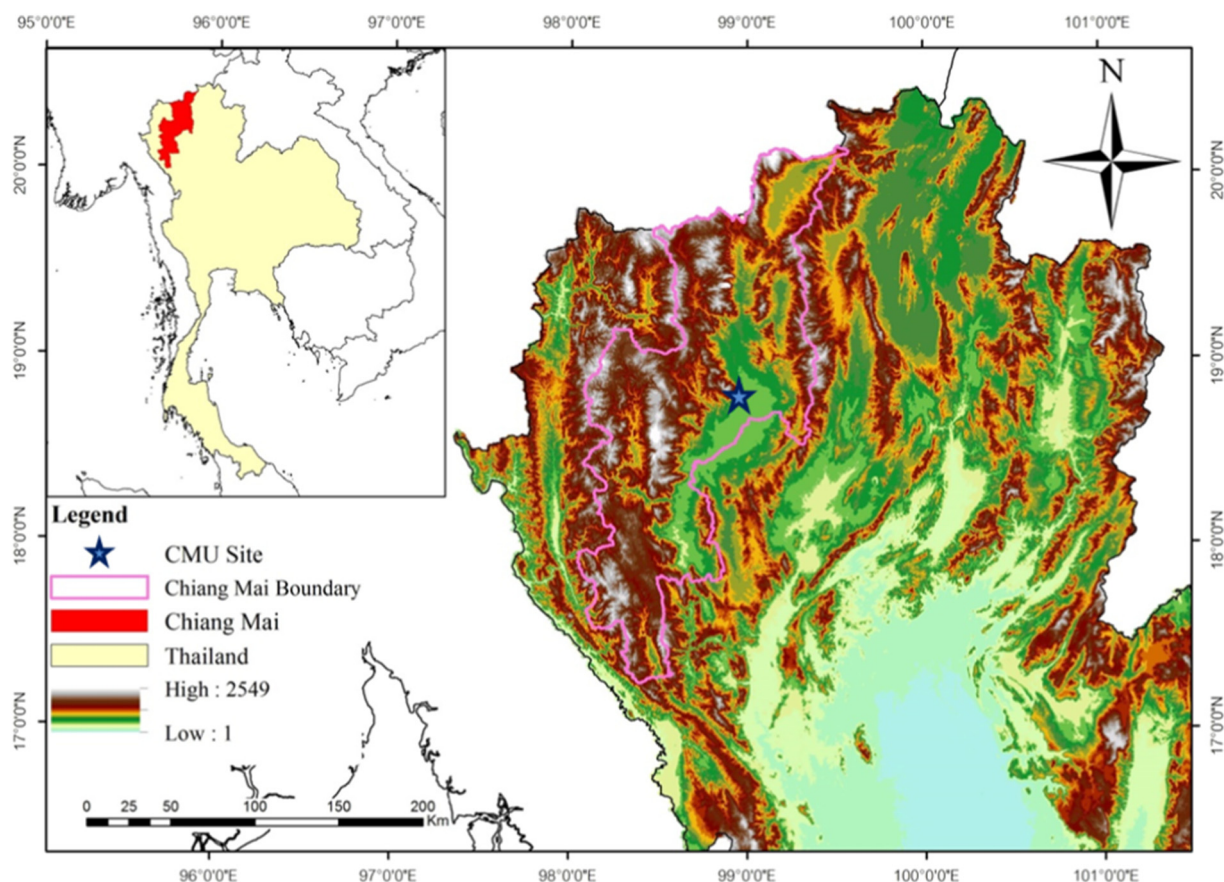 95°0'0"E 96°0'0"E 97°0'0"E 98°0'0"E 99°0'0"E 100°0'0"E 101°0'0"E
N
20°0'0"N 20°0'0"N
19°0'0"N 19°0'0"N
18°0'0"N 18°0'0"N
17°0'0"N 17°0'0"N
Legend
CMU Site
Chiang Mai Boundary
Chiang Mai
Thailand
High : 2549
Low : 1
0 25 50 100 150 200
Km
96°0'0"E 97°0'0"E 98°0'0"E 99°0'0"E 100°0'0"E 101°0'0"E